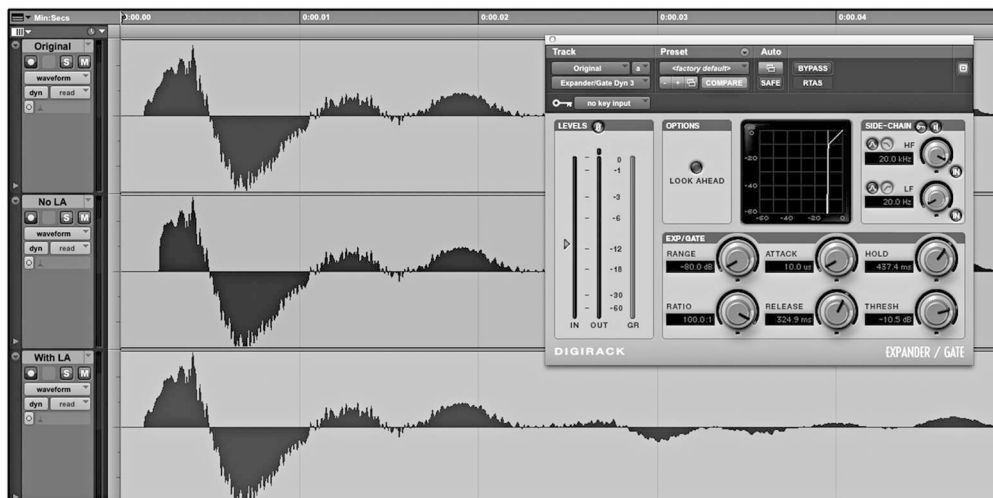 Min:Secs 0:00.00 0:00.01 0:00.02 0:00.03 0:00.04
Original
S M
waveform
dyn read
No LA
S M
waveform
dyn read
With LA
S M
waveform
dyn read
Track Preset Auto
Original a <factory default> BYPASS
Expander/Gate Dyn 3 - + COMPARE SAFE RTAS
no key input
LEVELS OPTIONS SIDE-CHAIN
LOOK AHEAD
HF
20.0 kHz
IN
LF
20.0 Hz
IN
0
-1
-3
-6
-12
-18
-30
-60
IN OUT GR
0
-20
-40
-60
-60 -40 -20 0
EXP/GATE
RANGE ATTACK HOLD
-80.0 dB 10.0 us 437.4 ms
RATIO RELEASE THRESH
100.0:1 324.9 ms -10.5 dB
DIGIRACK EXPANDER / GATE